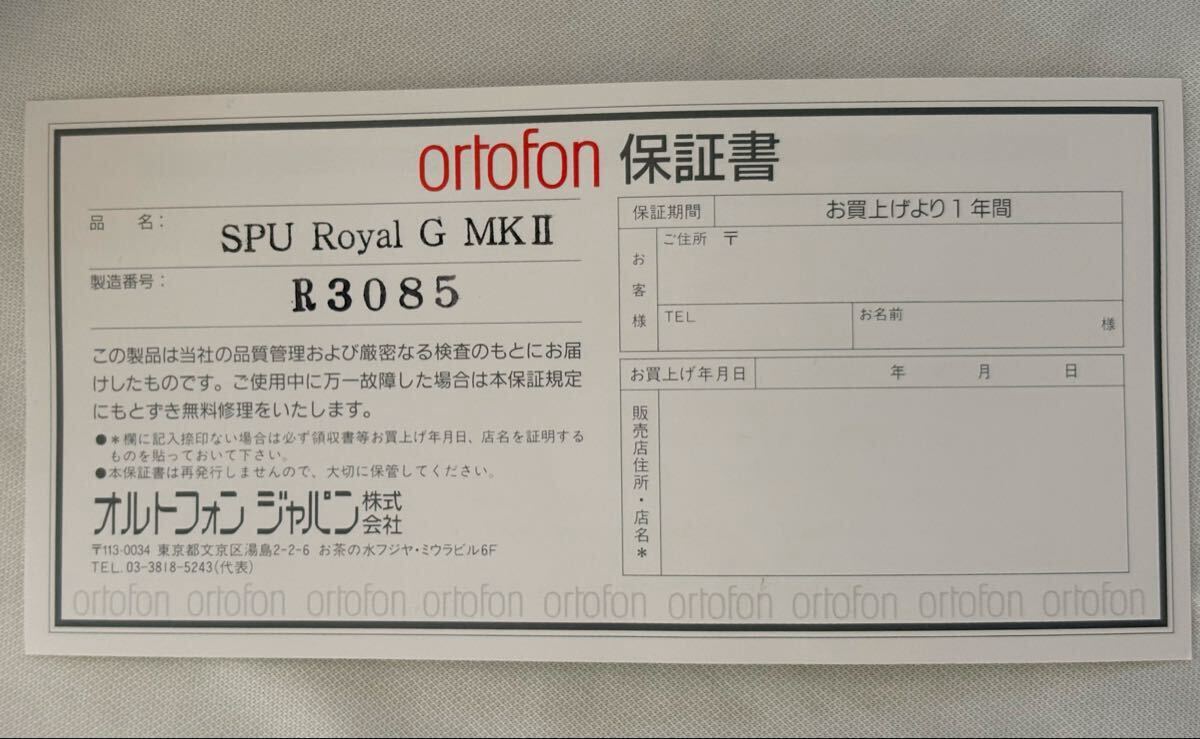 ortofon 保証書
品 名：
SPU Royal G MKⅡ
製造番号：
R3085
この製品は当社の品質管理および厳密なる検査のもとにお届
けしたものです。ご使用中に万一故障した場合は本保証規定
にもとずき無料修理をいたします。
●＊欄に記入捺印ない場合は必ず領収書等お買上げ年月日、店名を証明する
ものを貼っておいて下さい。
●本保証書は再発行しませんので、大切に保管してください。
オルトフォン ジャパン株式会社
〒113-0034 東京都文京区湯島2-2-6 お茶の水フジヤ・ミウラビル6F
TEL. 03-3818-5243(代表)
保証期間 お買上げより1年間
お客様
ご住所 〒
TEL
お名前 様
お買上げ年月日 年 月 日
販売店住所・店名＊
ortofon ortofon ortofon ortofon ortofon ortofon ortofon ortofon ortofon